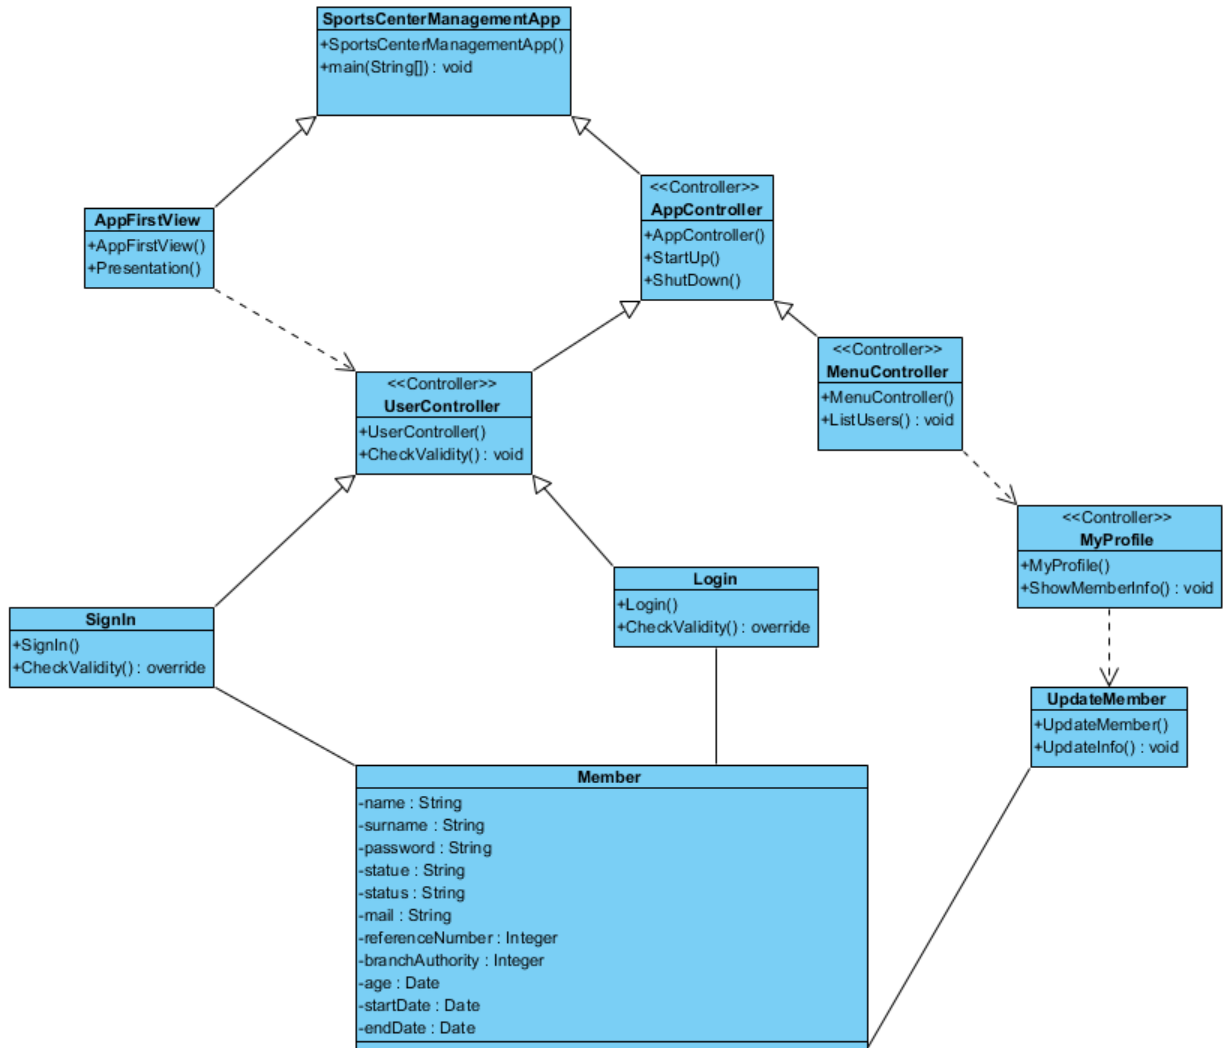 SportsCenterManagementApp
+SportsCenterManagementApp()
+main(String[]) : void
<<Controller>>
AppController
+AppController()
+StartUp()
+ShutDown()
AppFirstView
+AppFirstView()
+Presentation()
<<Controller>>
MenuController
+MenuController()
+ListUsers() : void
<<Controller>>
UserController
+UserController()
+CheckValidity() : void
<<Controller>>
MyProfile
+MyProfile()
+ShowMemberInfo() : void
Login
+Login()
+CheckValidity() : override
SignIn
+SignIn()
+CheckValidity() : override
UpdateMember
+UpdateMember()
+UpdateInfo() : void
Member
-name : String
-surname : String
-password : String
-statue : String
-status : String
-mail : String
-referenceNumber : Integer
-branchAuthority : Integer
-age : Date
-startDate : Date
-endDate : Date